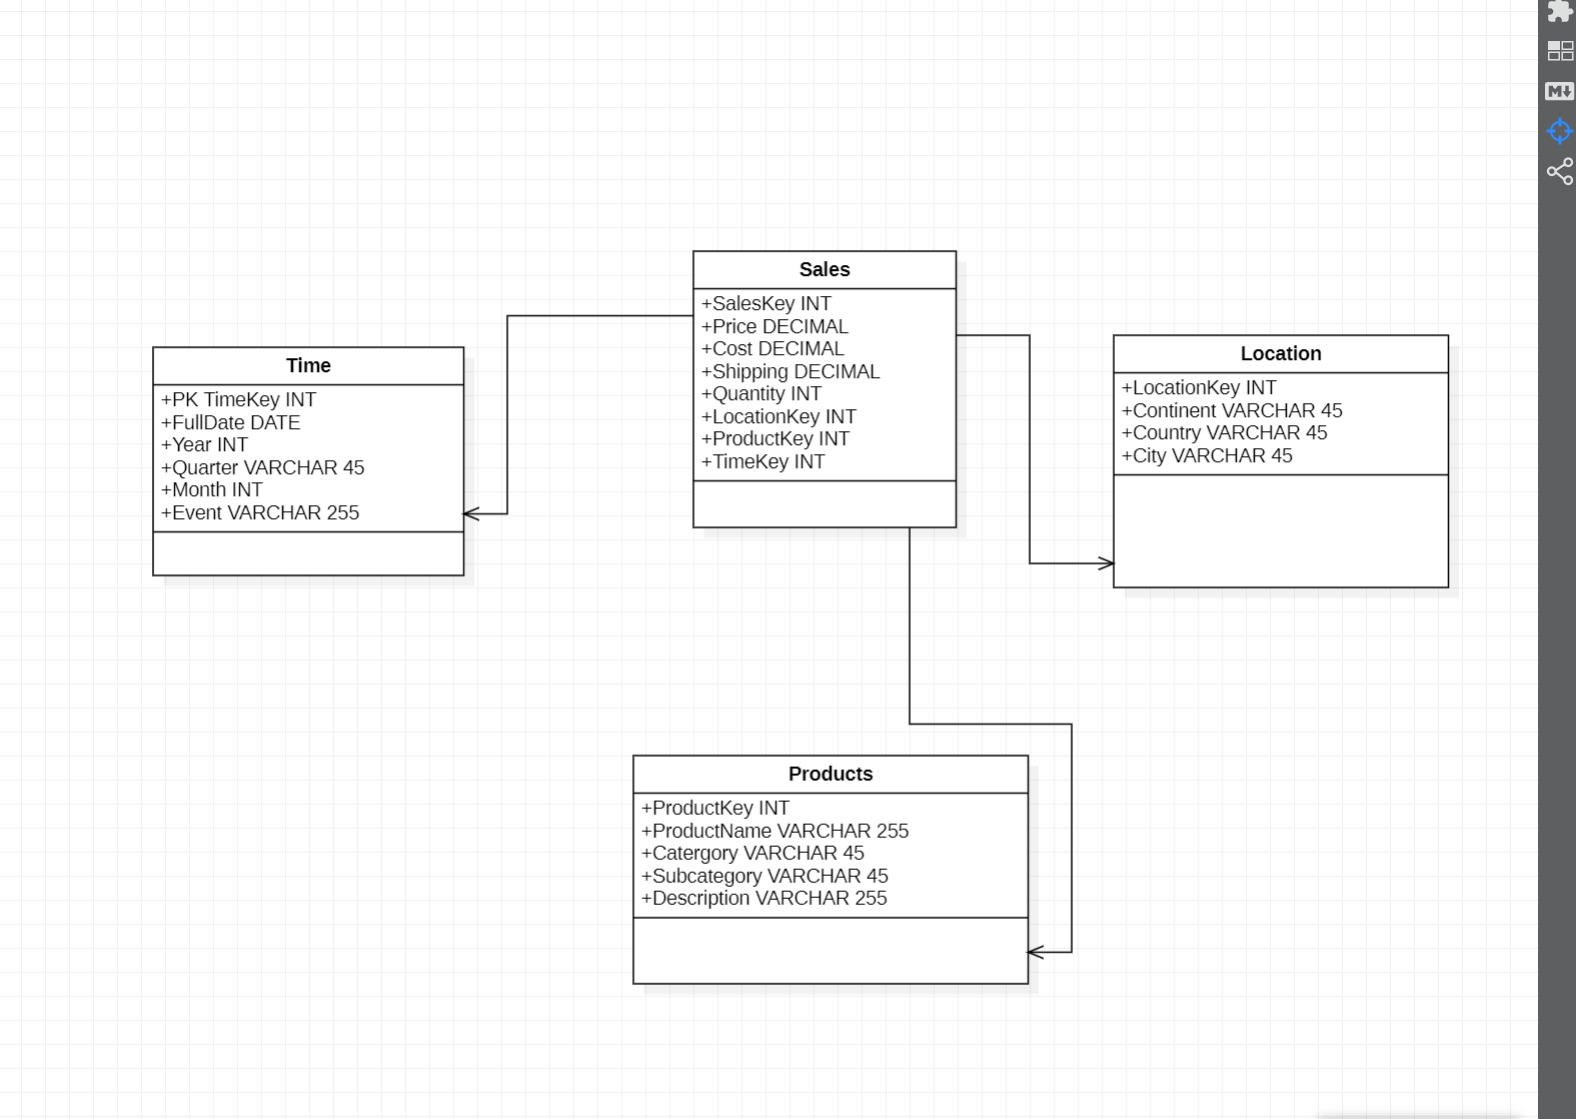 Sales
+SalesKey INT
+Price DECIMAL
+Cost DECIMAL
+Shipping DECIMAL
+Quantity INT
+LocationKey INT
+ProductKey INT
+TimeKey INT
Time
+PK TimeKey INT
+FullDate DATE
+Year INT
+Quarter VARCHAR 45
+Month INT
+Event VARCHAR 255
Location
+LocationKey INT
+Continent VARCHAR 45
+Country VARCHAR 45
+City VARCHAR 45
Products
+ProductKey INT
+ProductName VARCHAR 255
+Catergory VARCHAR 45
+Subcategory VARCHAR 45
+Description VARCHAR 255
M